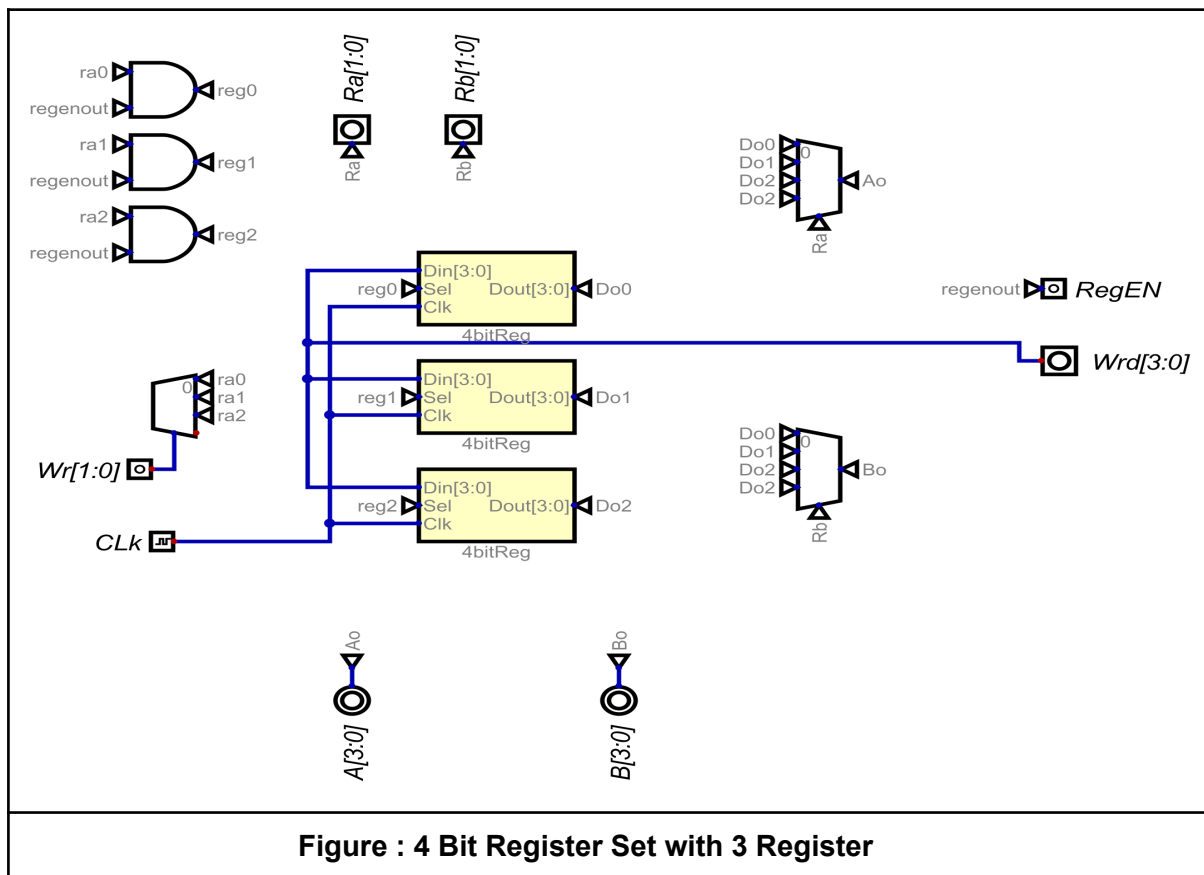 ra0
regenout
reg0
ra1
regenout
reg1
ra2
regenout
reg2
Ra[1:0]
Ra
Rb[1:0]
Rb
Do0
Do1
Do2
Do2
0
Ao
Ra
Din[3:0]
reg0
Sel
Dout[3:0]
Do0
Clk
4bitReg
regenout
RegEN
Wrd[3:0]
0
ra0
ra1
ra2
Wr[1:0]
Din[3:0]
reg1
Sel
Dout[3:0]
Do1
Clk
4bitReg
Do0
Do1
Do2
Do2
0
Bo
Rb
Din[3:0]
reg2
Sel
Dout[3:0]
Do2
Clk
4bitReg
CLk
Ao
A[3:0]
Bo
B[3:0]
Figure : 4 Bit Register Set with 3 Register